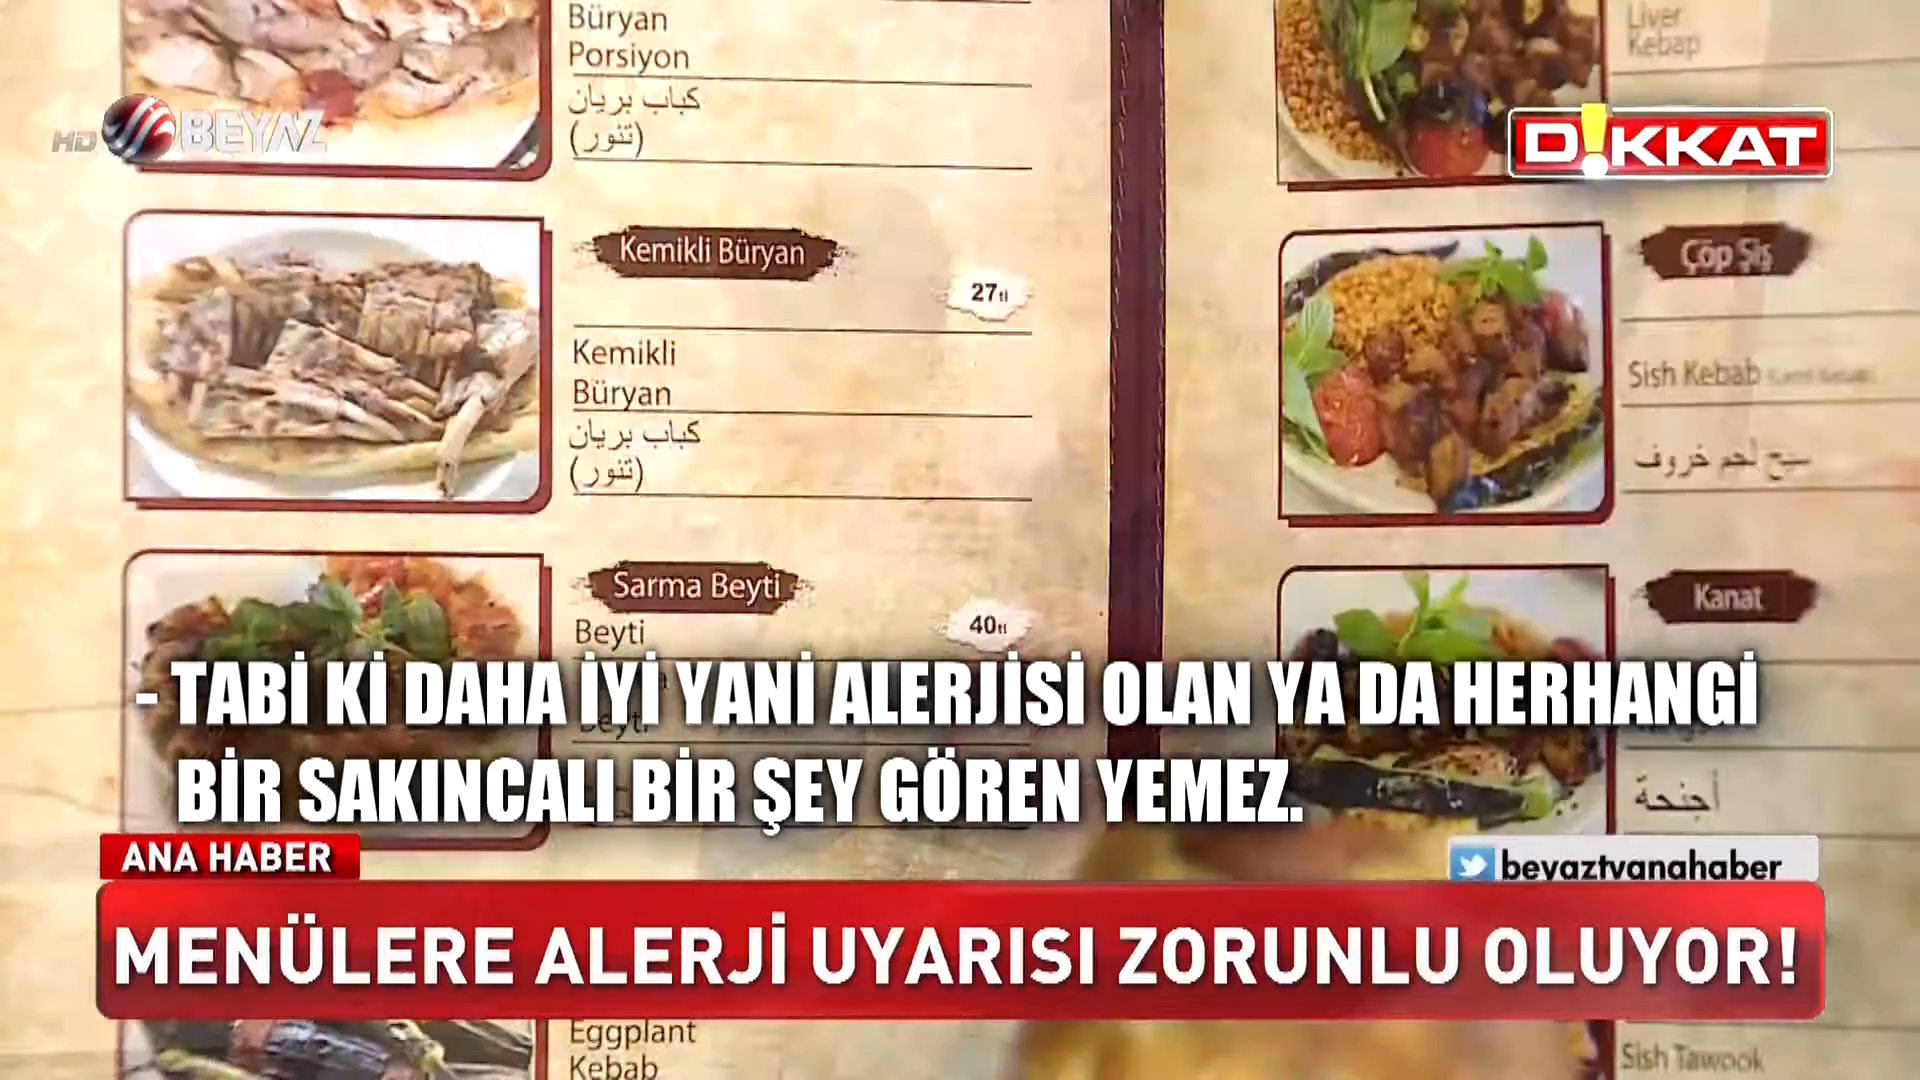 Büryan
Porsiyon
كباب بريان
(تنور)
HD BEYAZ
Liver
Kebap
D!KKAT
Kemikli Büryan
27tl
Kemikli
Büryan
كباب بريان
(تنور)
Çöp Şiş
Sish Kebab
سيح لحم خروف
Sarma Beyti
40tl
Beyti
Kanat
أجنحة
- TABİ Kİ DAHA İYİ YANİ ALERJİSİ OLAN YA DA HERHANGİ
BİR SAKINCALI BİR ŞEY GÖREN YEMEZ.
ANA HABER
beyaztvanahaber
MENÜLERE ALERJİ UYARISI ZORUNLU OLUYOR!
Eggplant
Kebab
Sish Tawook